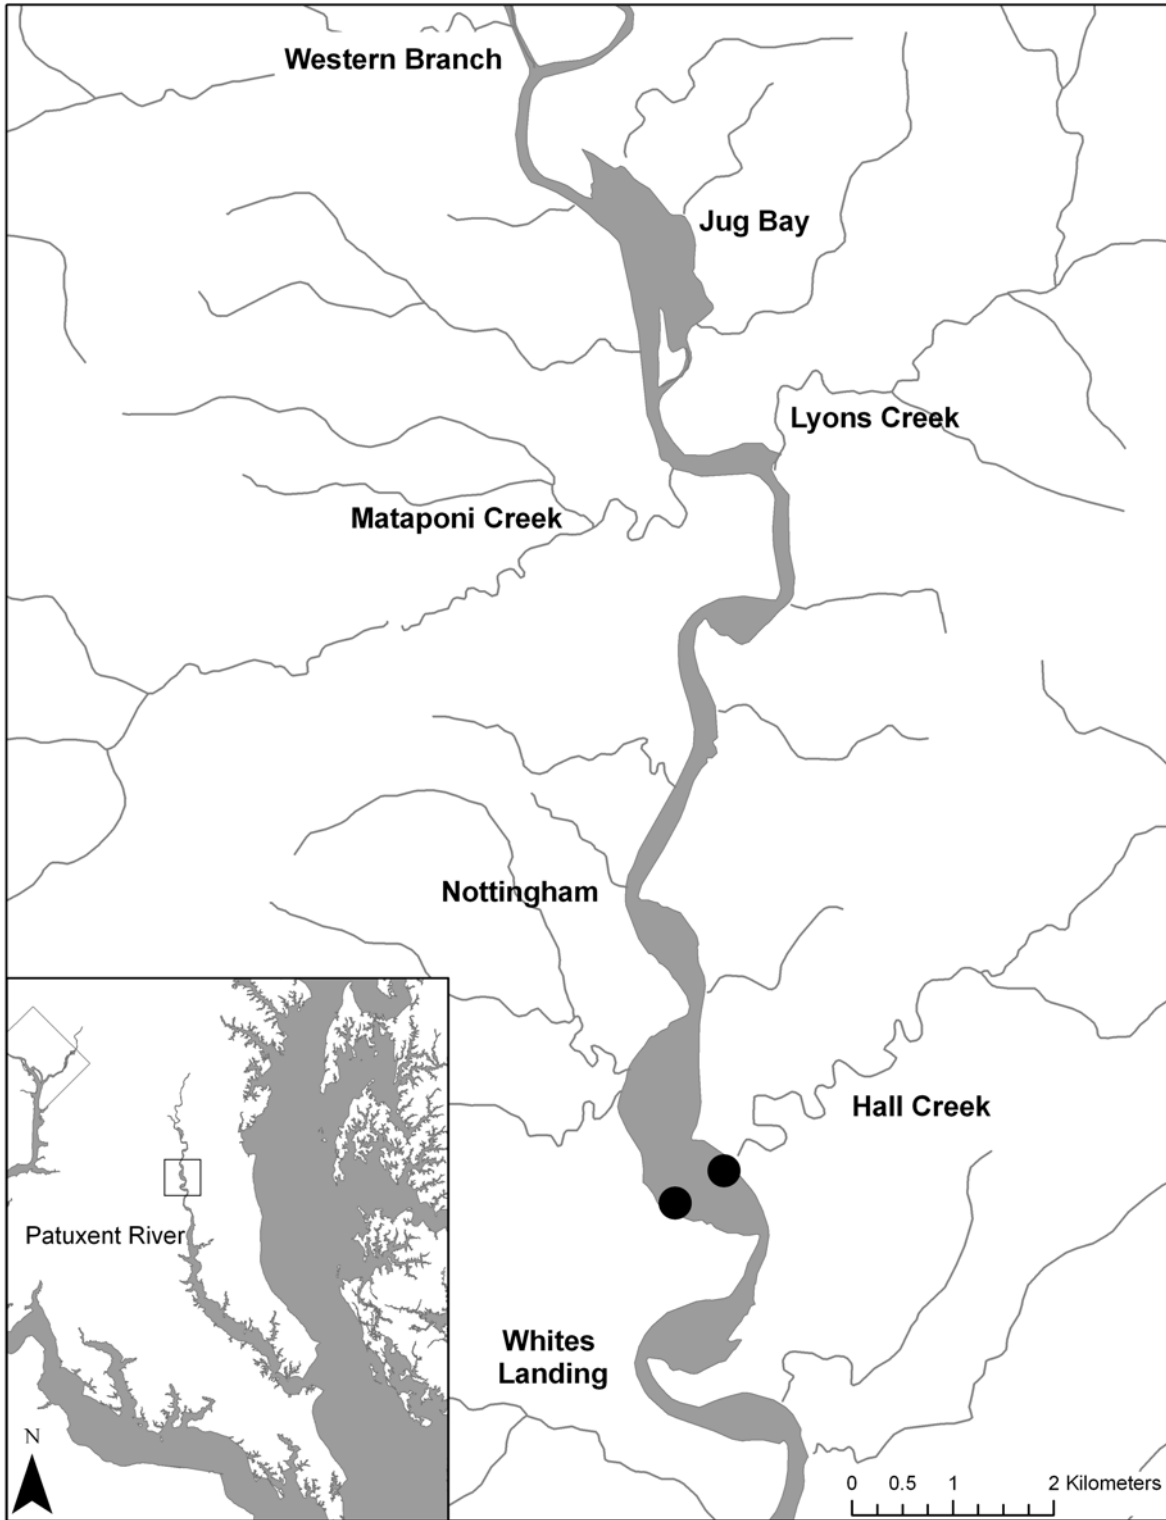 Western Branch
Jug Bay
Lyons Creek
Mataponi Creek
Nottingham
Hall Creek
Patuxent River
Whites
Landing
N
0 0.5 1 2 Kilometers